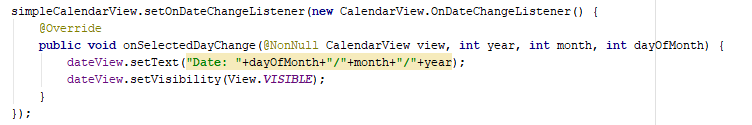 simpleCalendarView.setOnDateChangeListener(new CalendarView.OnDateChangeListener() {
@Override
public void onSelectedDayChange(@NonNull CalendarView view, int year, int month, int dayOfMonth) {
dateView.setText("Date: "+dayOfMonth+"/"+month+"/"+year);
dateView.setVisibility(View.VISIBLE);
}
});